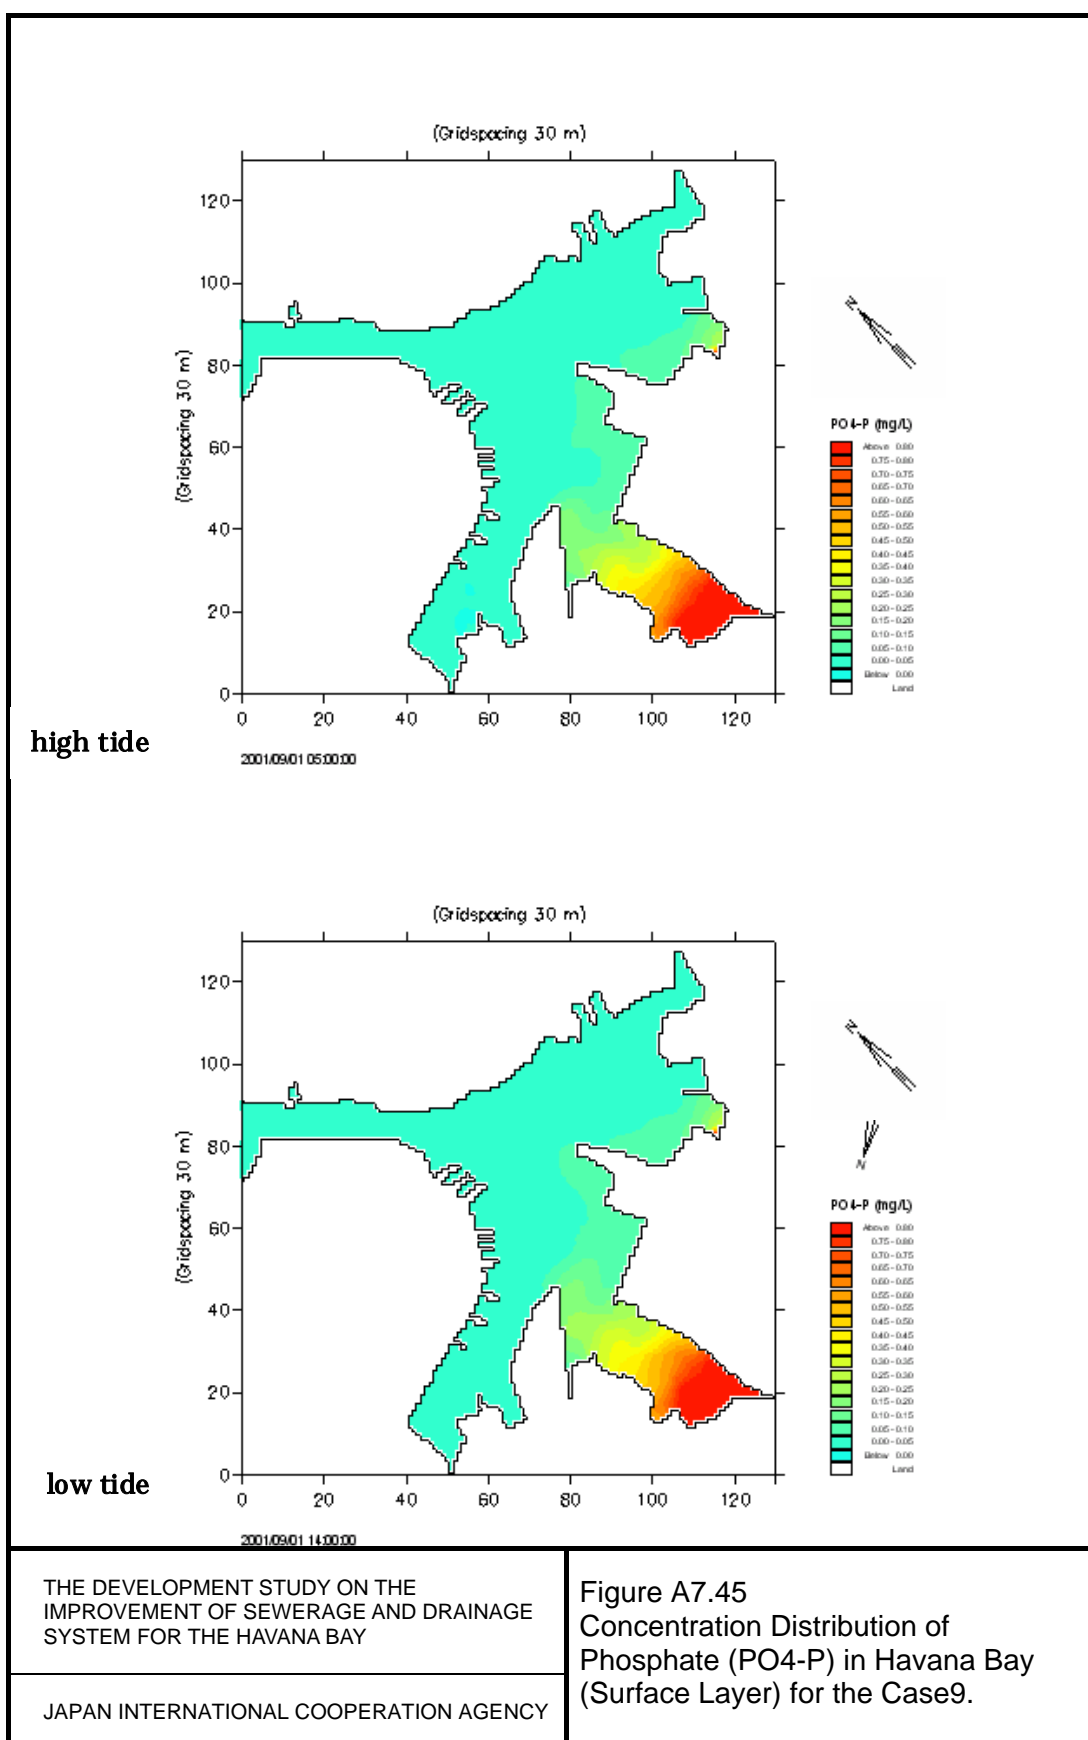 (Gridspacing 30 m)
120
100
80
60
40
20
0
(Gridspacing 30 m)
0 20 40 60 80 100 120
2001/09/01 05:00:00
N
PO4-P (mg/L)
Above 0.80
0.75 - 0.80
0.70 - 0.75
0.65 - 0.70
0.60 - 0.65
0.55 - 0.60
0.50 - 0.55
0.45 - 0.50
0.40 - 0.45
0.35 - 0.40
0.30 - 0.35
0.25 - 0.30
0.20 - 0.25
0.15 - 0.20
0.10 - 0.15
0.05 - 0.10
0.00 - 0.05
Below 0.00
Land
high tide
(Gridspacing 30 m)
120
100
80
60
40
20
0
(Gridspacing 30 m)
0 20 40 60 80 100 120
2001/09/01 14:00:00
N
N
PO4-P (mg/L)
Above 0.80
0.75 - 0.80
0.70 - 0.75
0.65 - 0.70
0.60 - 0.65
0.55 - 0.60
0.50 - 0.55
0.45 - 0.50
0.40 - 0.45
0.35 - 0.40
0.30 - 0.35
0.25 - 0.30
0.20 - 0.25
0.15 - 0.20
0.10 - 0.15
0.05 - 0.10
0.00 - 0.05
Below 0.00
Land
low tide
THE DEVELOPMENT STUDY ON THE
IMPROVEMENT OF SEWERAGE AND DRAINAGE
SYSTEM FOR THE HAVANA BAY
JAPAN INTERNATIONAL COOPERATION AGENCY
Figure A7.45
Concentration Distribution of
Phosphate (PO4-P) in Havana Bay
(Surface Layer) for the Case9.